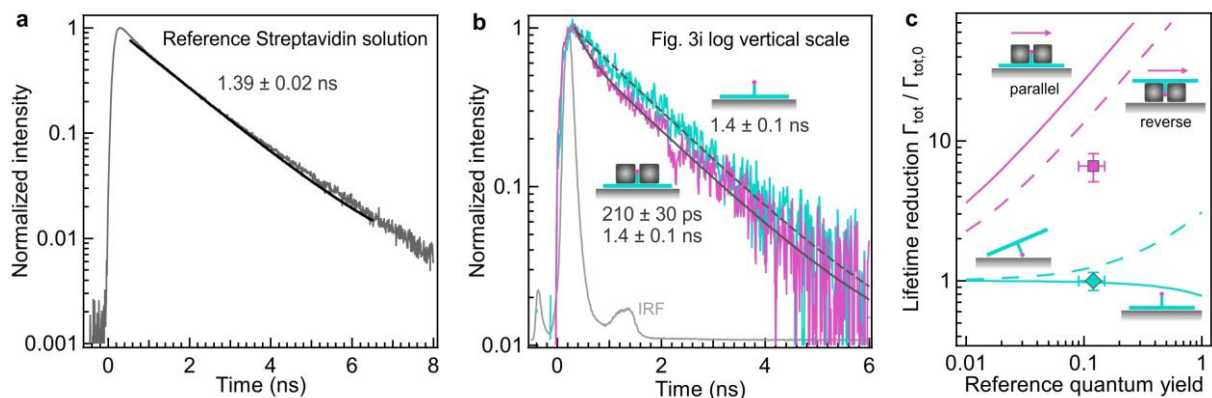 a
Reference Streptavidin solution
1.39 ± 0.02 ns
1
0.1
0.01
0.001
Normalized intensity
0 2 4 6 8
Time (ns)
b
Fig. 3i log vertical scale
1.4 ± 0.1 ns
210 ± 30 ps
1.4 ± 0.1 ns
IRF
1
0.1
0.01
Normalized intensity
0 2 4 6
Time (ns)
c
parallel
reverse
10
1
Lifetime reduction Γtot / Γtot,0
0.01 0.1 1
Reference quantum yield